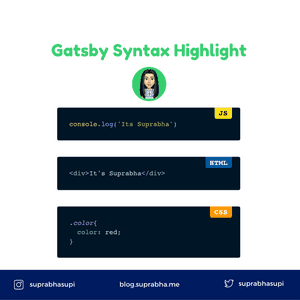 Gatsby Syntax Highlight
JS
console.log('Its Suprabha')
HTML
<div>It's Suprabha</div>
CSS
.color{
  color: red;
}
suprabhasupi
blog.suprabha.me
suprabhasupi